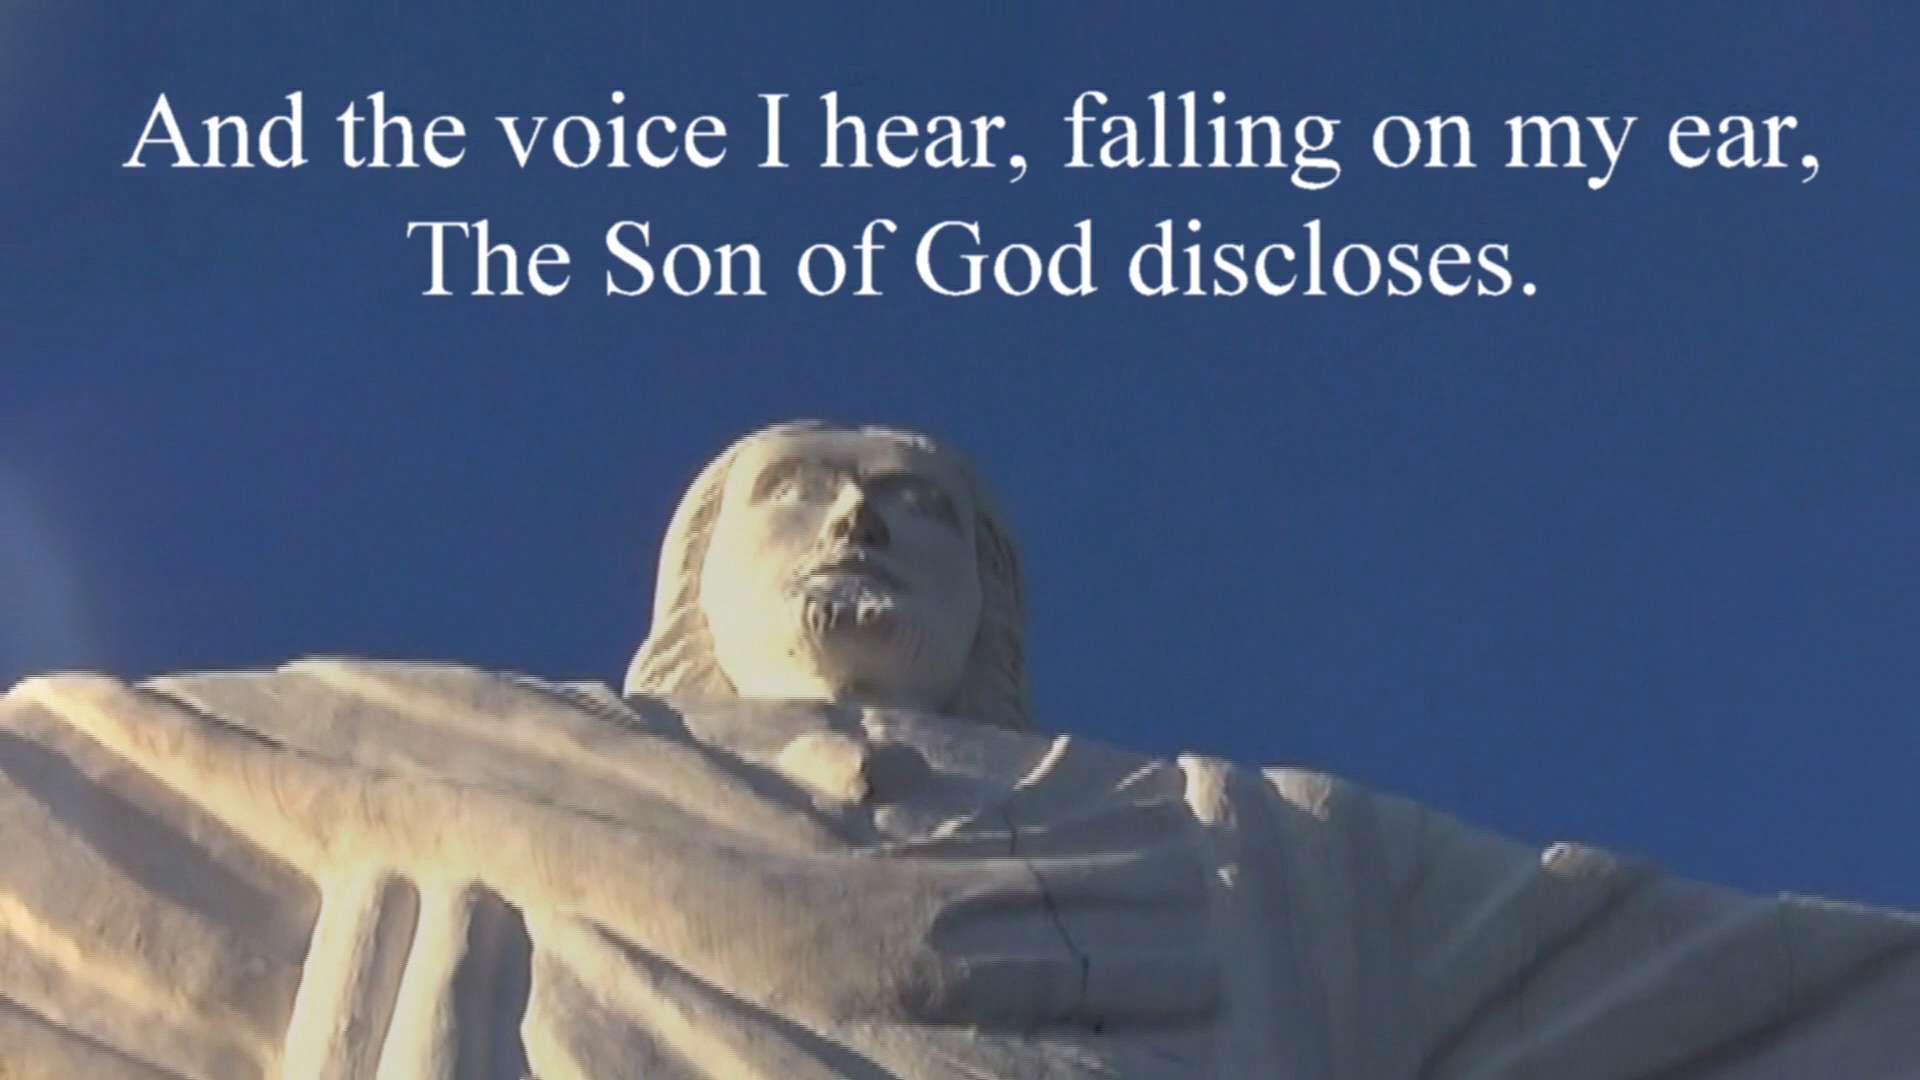 And the voice I hear, falling on my ear,
The Son of God discloses.